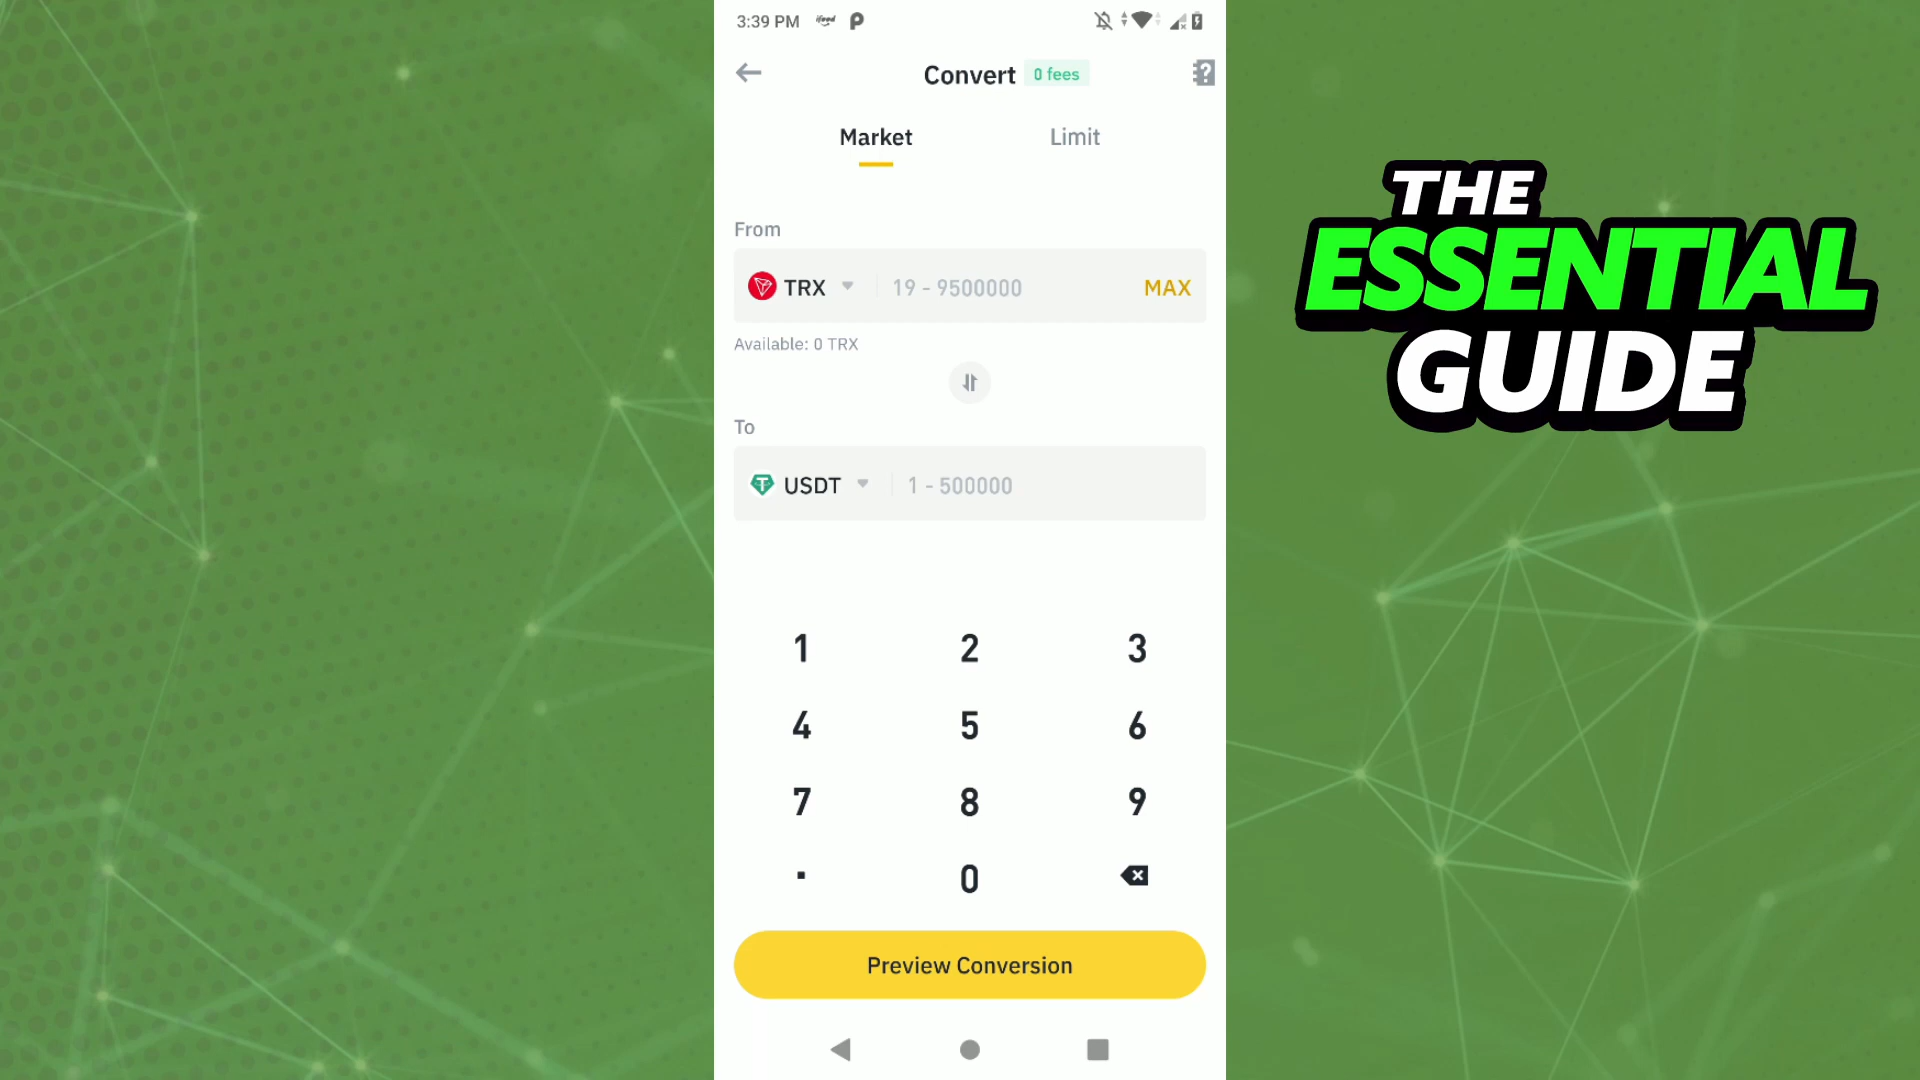 3:39 PM
Convert 0 fees
Market Limit
From
TRX 19 - 9500000 MAX
Available: 0 TRX
To
USDT 1 - 500000
1 2 3
4 5 6
7 8 9
. 0
Preview Conversion
THE
ESSENTIAL
GUIDE